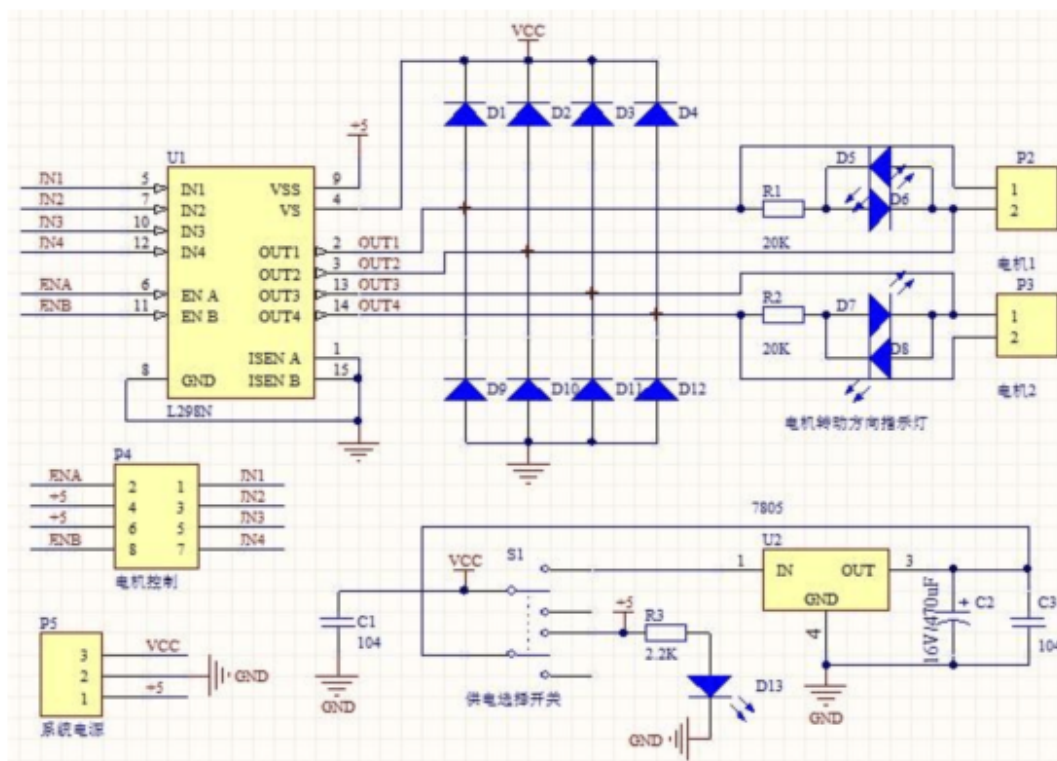 VCC
D1
D2
D3
D4
+5
U1
P2
IN1
5
IN1
VSS
9
IN2
7
IN2
VS
4
IN3
10
IN3
IN4
12
IN4
OUT1
2
OUT1
OUT2
3
OUT2
ENA
6
EN A
OUT3
13
OUT3
ENB
11
EN B
OUT4
14
OUT4
ISEN A
1
8
GND
ISEN B
15
L298N
D5
D6
R1
20K
1
2
电机1
P3
R2
20K
D7
D8
1
2
电机2
D9
D10
D11
D12
电机转动方向指示灯
P4
ENA
2
1
IN1
+5
4
3
IN2
+5
6
5
IN3
ENB
8
7
IN4
电机控制
P5
3
VCC
2
GND
1
+5
系统电源
7805
VCC
S1
U2
1
IN
OUT
3
GND
4
C1
104
GND
+5
R3
2.2K
D13
GND
供电选择开关
GND
16V/470uF
+
C2
C3
104